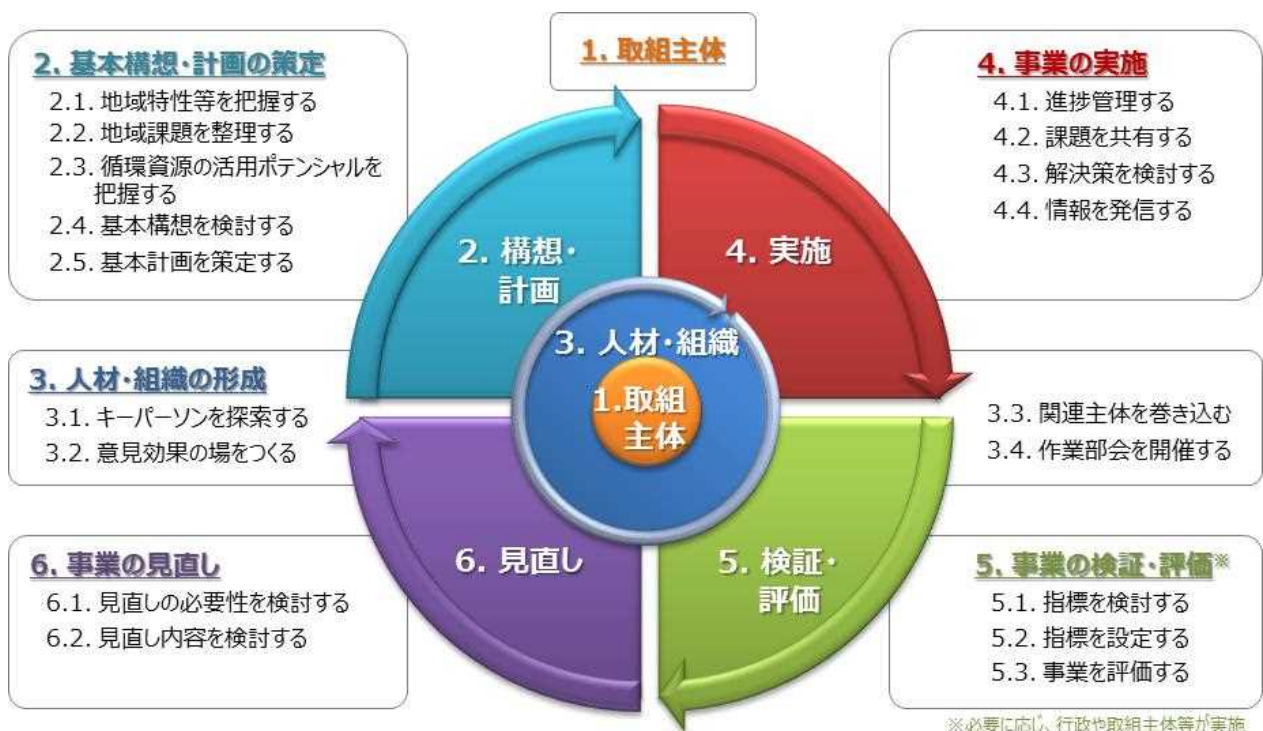 1. 取組主体
2. 基本構想・計画の策定
2.1. 地域特性等を把握する
2.2. 地域課題を整理する
2.3. 循環資源の活用ポテンシャルを
把握する
2.4. 基本構想を検討する
2.5. 基本計画を策定する
4. 事業の実施
4.1. 進捗管理する
4.2. 課題を共有する
4.3. 解決策を検討する
4.4. 情報を発信する
2. 構想・
計画
4. 実施
3. 人材・組織
1.取組
主体
6. 見直し
5. 検証・
評価
3. 人材・組織の形成
3.1. キーパーソンを探索する
3.2. 意見効果の場をつくる
3.3. 関連主体を巻き込む
3.4. 作業部会を開催する
6. 事業の見直し
6.1. 見直しの必要性を検討する
6.2. 見直し内容を検討する
5. 事業の検証・評価※
5.1. 指標を検討する
5.2. 指標を設定する
5.3. 事業を評価する
※必要に応じ、行政や取組主体等が実施